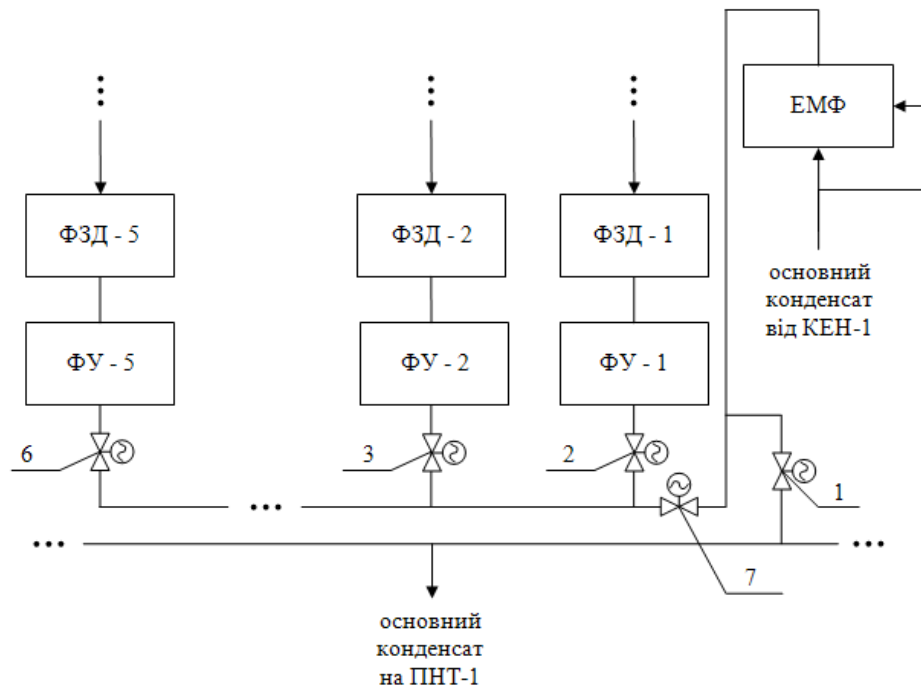 ЕМФ
ФЗД - 5
ФЗД - 2
ФЗД - 1
основний
конденсат
від КЕН-1
ФУ - 5
ФУ - 2
ФУ - 1
6
3
2
1
7
основний
конденсат
на ПНТ-1